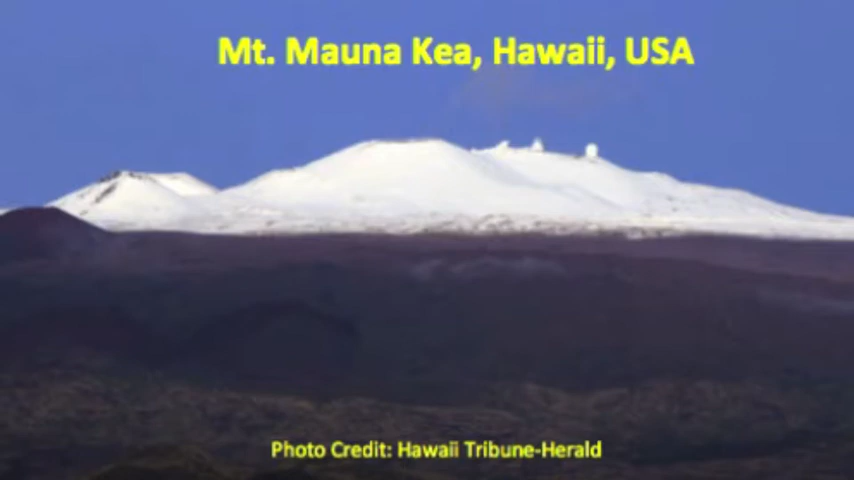 Mt. Mauna Kea, Hawaii, USA
Photo Credit: Hawaii Tribune-Herald